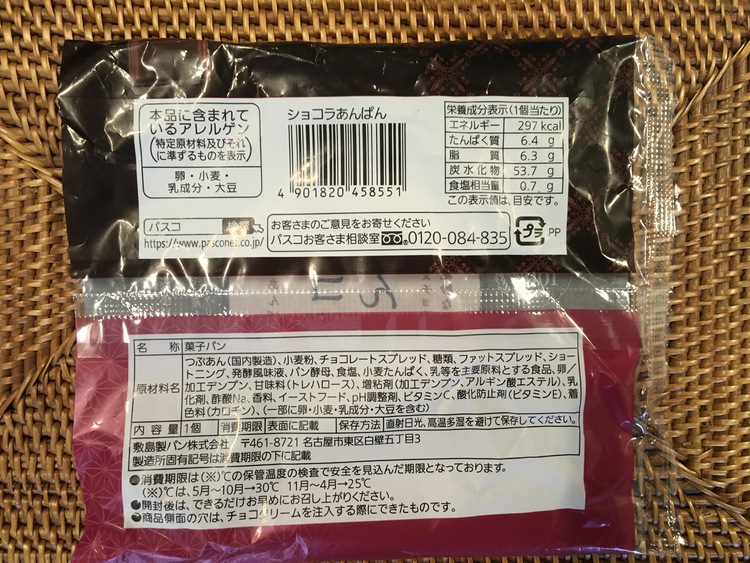 本品に含まれて
いるアレルゲン
(特定原材料及びそれ
に準ずるものを表示)
卵・小麦・
乳成分・大豆
ショコラあんぱん
4 901820 458551
栄養成分表示(1個当たり)
エネルギー 297 kcal
たんぱく質 6.4 g
脂質 6.3 g
炭水化物 53.7 g
食塩相当量 0.7 g
この表示値は、目安です。
パスコ 検索
https://www.pasconet.co.jp/
お客さまのご意見をお寄せください
パスコお客さま相談室 0120-084-835
PP
名称 菓子パン
原材料名
つぶあん(国内製造)、小麦粉、チョコレートスプレッド、糖類、ファットスプレッド、ショー
トニング、発酵風味液、パン酵母、食塩、小麦たんぱく、乳等を主要原料とする食品、卵/
加工デンプン、甘味料(トレハロース)、増粘剤(加工デンプン、アルギン酸エステル)、乳
化剤、酢酸Na、香料、イーストフード、pH調整剤、ビタミンC、酸化防止剤(ビタミンE)、着
色料(カロチン)、(一部に卵・小麦・乳成分・大豆を含む)
内容量 1個 消費期限 表面に記載 保存方法 直射日光、高温多湿を避けて保存してください。
敷島製パン株式会社 〒461-8721 名古屋市東区白壁五丁目3
製造所固有記号は消費期限の下に記載
●消費期限は(※)℃の保管温度の検査で安全を見込んだ期限となっております。
(※)℃は、5月〜10月→30℃ 11月〜4月→25℃
●開封後は、できるだけお早めにお召し上がりください。
●商品側面の穴は、チョコクリームを注入する際にできたものです。